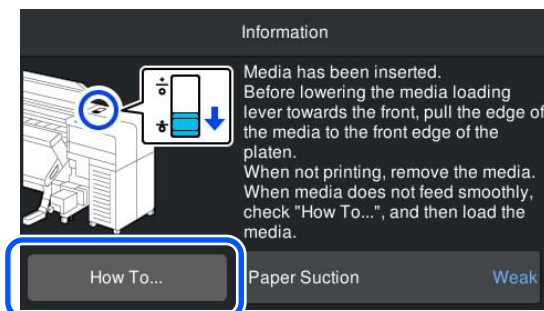 Information
Media has been inserted.
Before lowering the media loading
lever towards the front, pull the edge of
the media to the front edge of the
platen.
When not printing, remove the media.
When media does not feed smoothly,
check "How To...", and then load the
media.
How To...
Paper Suction
Weak